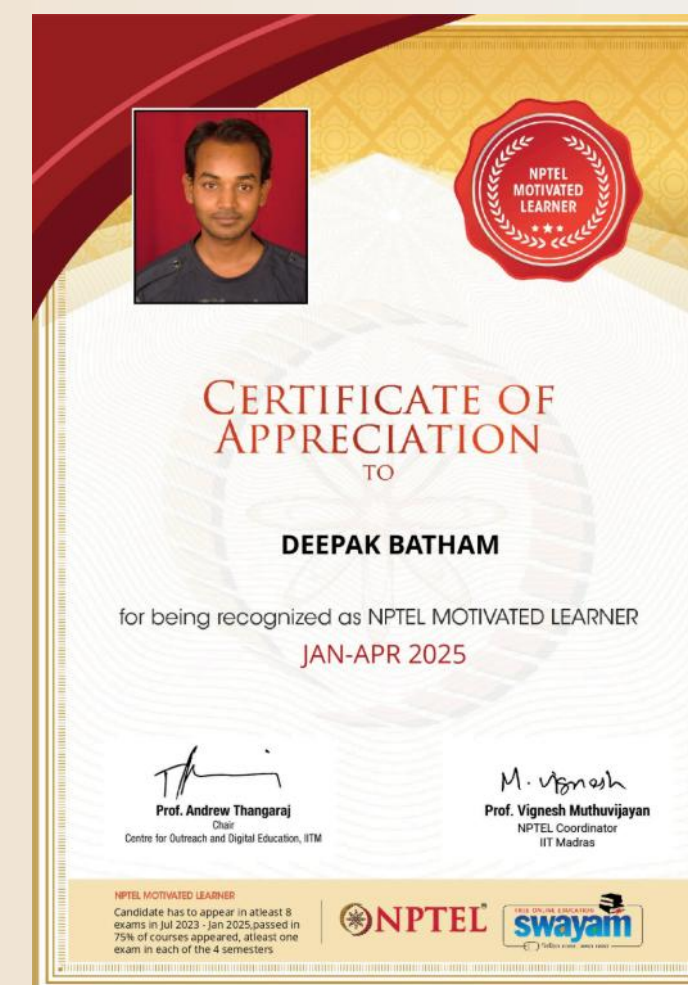 NPTEL
MOTIVATED
LEARNER
CERTIFICATE OF
APPRECIATION
TO
DEEPAK BATHAM
for being recognized as NPTEL MOTIVATED LEARNER
JAN-APR 2025
M. Vignesh
Prof. Andrew Thangaraj
Chair
Centre for Outreach and Digital Education, IITM
Prof. Vignesh Muthuvijayan
NPTEL Coordinator
IIT Madras
NPTEL MOTIVATED LEARNER
Candidate has to appear in atleast 8
exams in Jul 2023 - Jan 2025,passed in
75% of courses appeared, atleast one
exam in each of the 4 semesters
NPTEL
FREE ONLINE EDUCATION
swayam